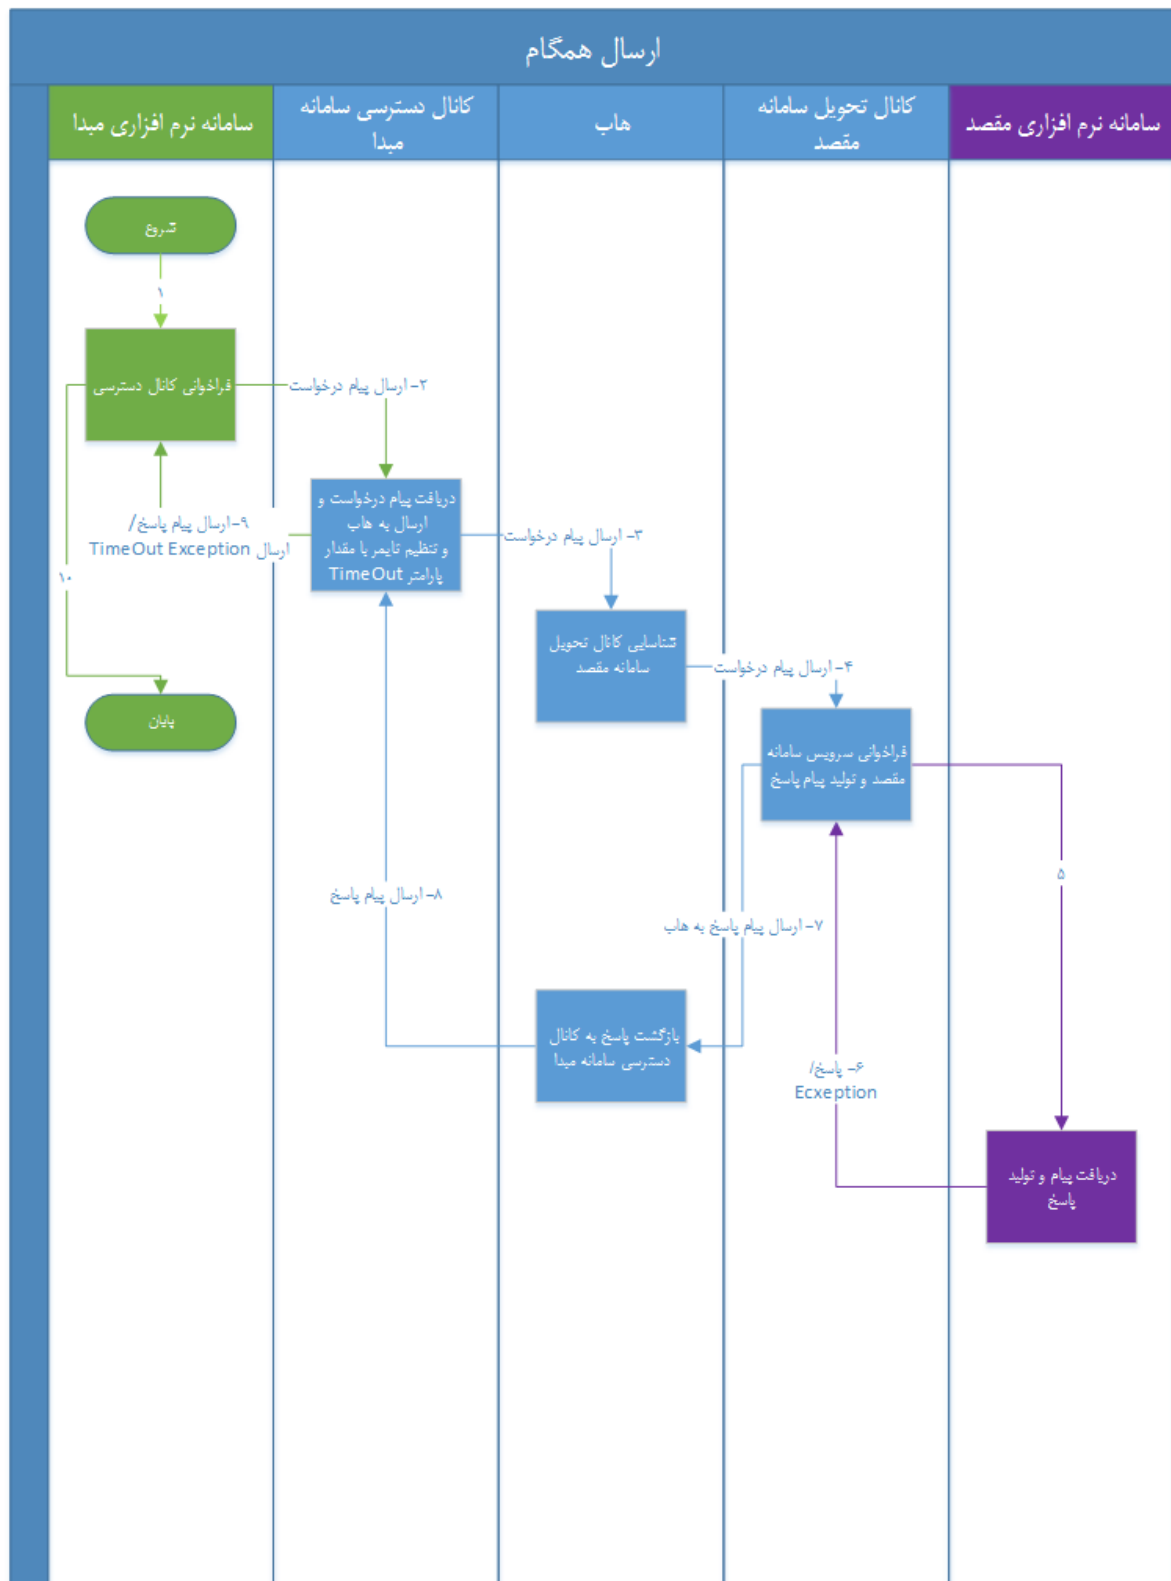 ارسال همگام
سامانه نرم افزاری مبدا
کانال دسترسی سامانه
مبدا
هاب
کانال تحویل سامانه
مقصد
سامانه نرم افزاری مقصد
شروع
۱
فراخوانی کانال دسترسی
۲- ارسال پیام درخواست
دریافت پیام درخواست و
ارسال به هاب
و تنظیم تایمر با مقدار
پارامتر TimeOut
۹- ارسال پیام پاسخ/
ارسال TimeOut Exception
۱۰
پایان
۳- ارسال پیام درخواست
شناسایی کانال تحویل
سامانه مقصد
۴- ارسال پیام درخواست
فراخوانی سرویس سامانه
مقصد و تولید پیام پاسخ
۵
۸- ارسال پیام پاسخ
۷- ارسال پیام پاسخ به هاب
بازگشت پاسخ به کانال
دسترسی سامانه مبدا
۶- پاسخ/
Ecxeption
دریافت پیام و تولید
پاسخ